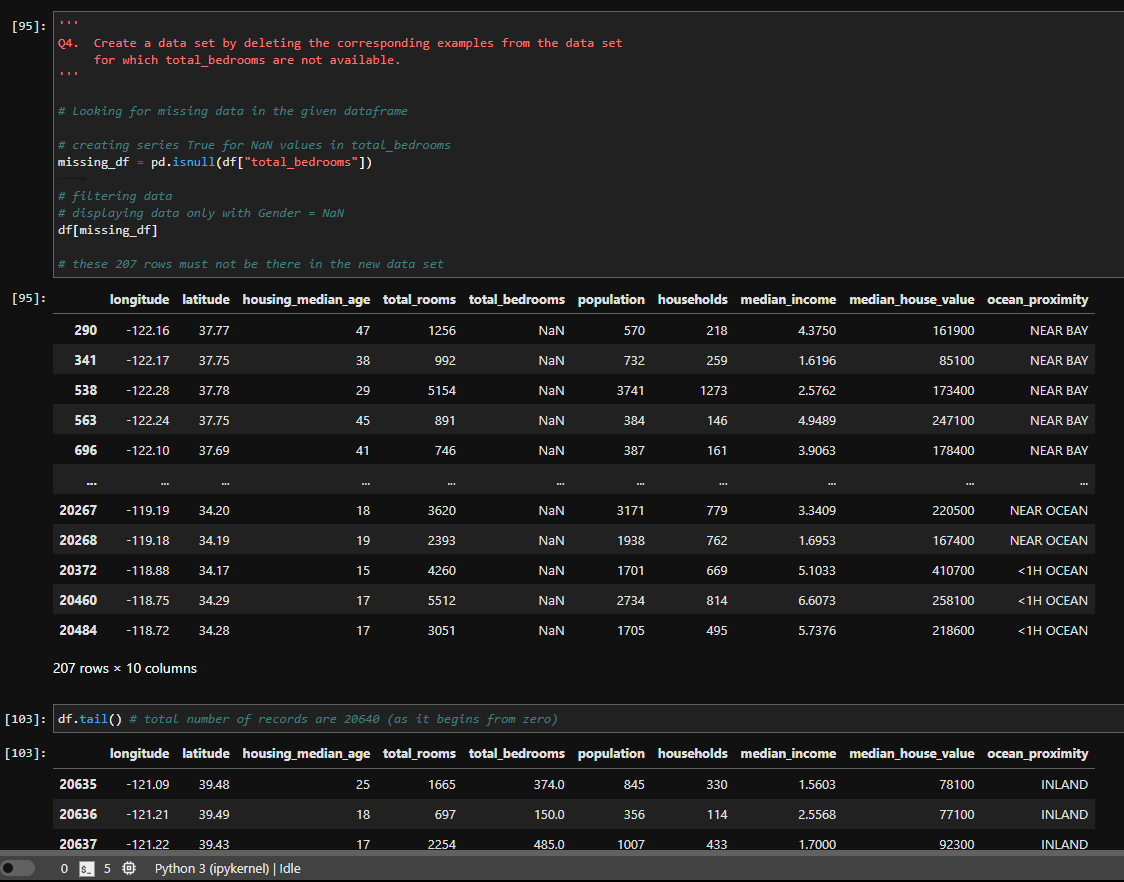 [95]: '''
Q4. Create a data set by deleting the corresponding examples from the data set
for which total_bedrooms are not available.
'''
# Looking for missing data in the given dataframe
# creating series True for NaN values in total_bedrooms
missing_df = pd.isnull(df["total_bedrooms"])
# filtering data
# displaying data only with Gender = NaN
df[missing_df]
# these 207 rows must not be there in the new data set
[95]: longitude latitude housing_median_age total_rooms total_bedrooms population households median_income median_house_value ocean_proximity
290 -122.16 37.77 47 1256 NaN 570 218 4.3750 161900 NEAR BAY
341 -122.17 37.75 38 992 NaN 732 259 1.6196 85100 NEAR BAY
538 -122.28 37.78 29 5154 NaN 3741 1273 2.5762 173400 NEAR BAY
563 -122.24 37.75 45 891 NaN 384 146 4.9489 247100 NEAR BAY
696 -122.10 37.69 41 746 NaN 387 161 3.9063 178400 NEAR BAY
... ... ... ... ... ... ... ... ... ... ...
20267 -119.19 34.20 18 3620 NaN 3171 779 3.3409 220500 NEAR OCEAN
20268 -119.18 34.19 19 2393 NaN 1938 762 1.6953 167400 NEAR OCEAN
20372 -118.88 34.17 15 4260 NaN 1701 669 5.1033 410700 <1H OCEAN
20460 -118.75 34.29 17 5512 NaN 2734 814 6.6073 258100 <1H OCEAN
20484 -118.72 34.28 17 3051 NaN 1705 495 5.7376 218600 <1H OCEAN
207 rows × 10 columns
[103]: df.tail() # total number of records are 20640 (as it begins from zero)
[103]: longitude latitude housing_median_age total_rooms total_bedrooms population households median_income median_house_value ocean_proximity
20635 -121.09 39.48 25 1665 374.0 845 330 1.5603 78100 INLAND
20636 -121.21 39.49 18 697 150.0 356 114 2.5568 77100 INLAND
20637 -121.22 39.43 17 2254 485.0 1007 433 1.7000 92300 INLAND
0 $_ 5 Python 3 (ipykernel) | Idle